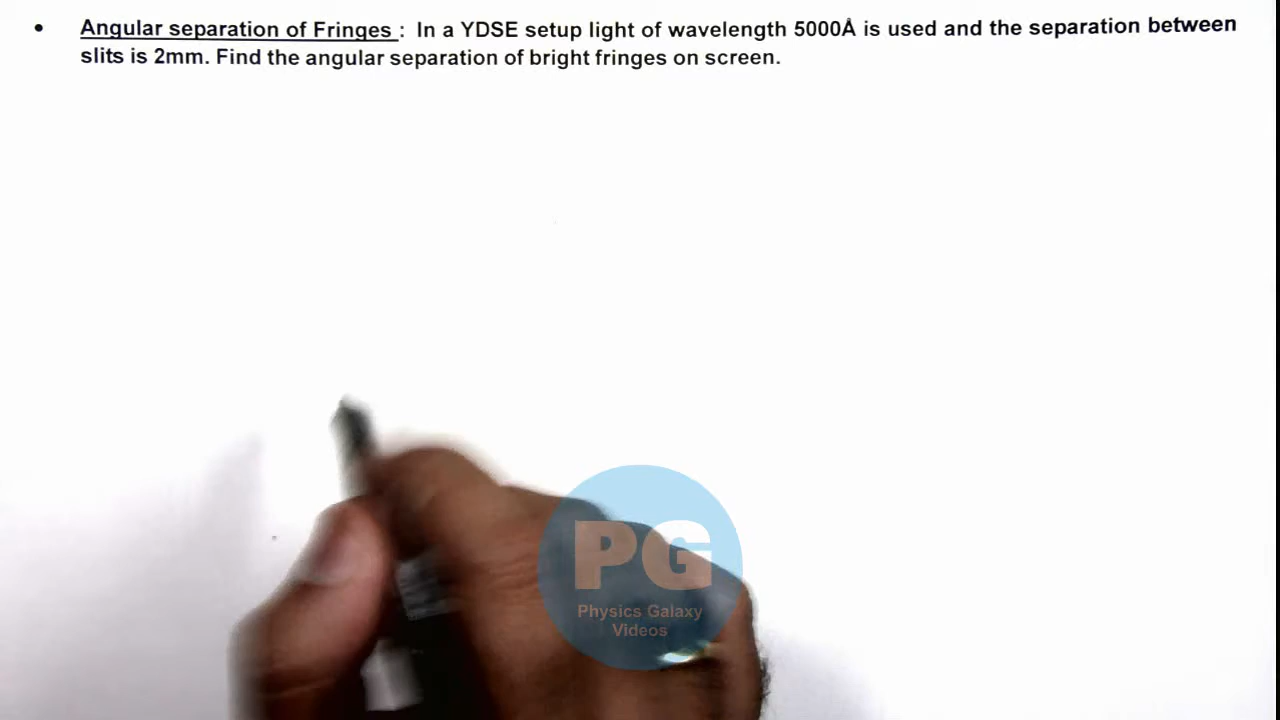 • Angular separation of Fringes : In a YDSE setup light of wavelength 5000Å is used and the separation between
slits is 2mm. Find the angular separation of bright fringes on screen.
PG
Physics Galaxy
Videos